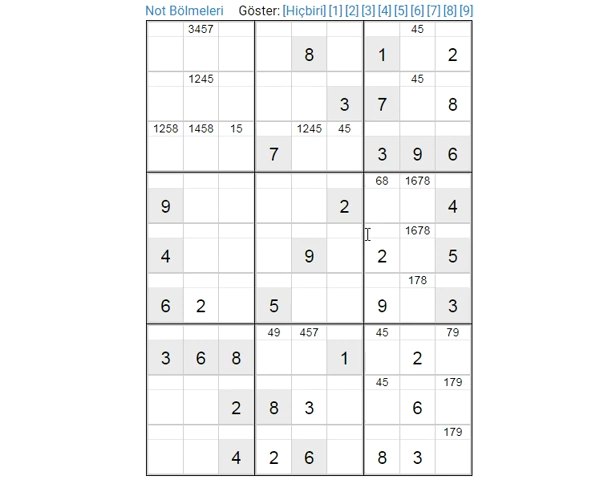 Not Bölmeleri Göster: [Hiçbiri] [1] [2] [3] [4] [5] [6] [7] [8] [9]
3457 45
8 1 2
1245 45
3 7 8
1258 1458 15 1245 45
7 3 9 6
68 1678
9 2 4
1678
4 9 2 5
178
6 2 5 9 3
49 457 45 79
3 6 8 1 2
45 179
2 8 3 6
179
4 2 6 8 3